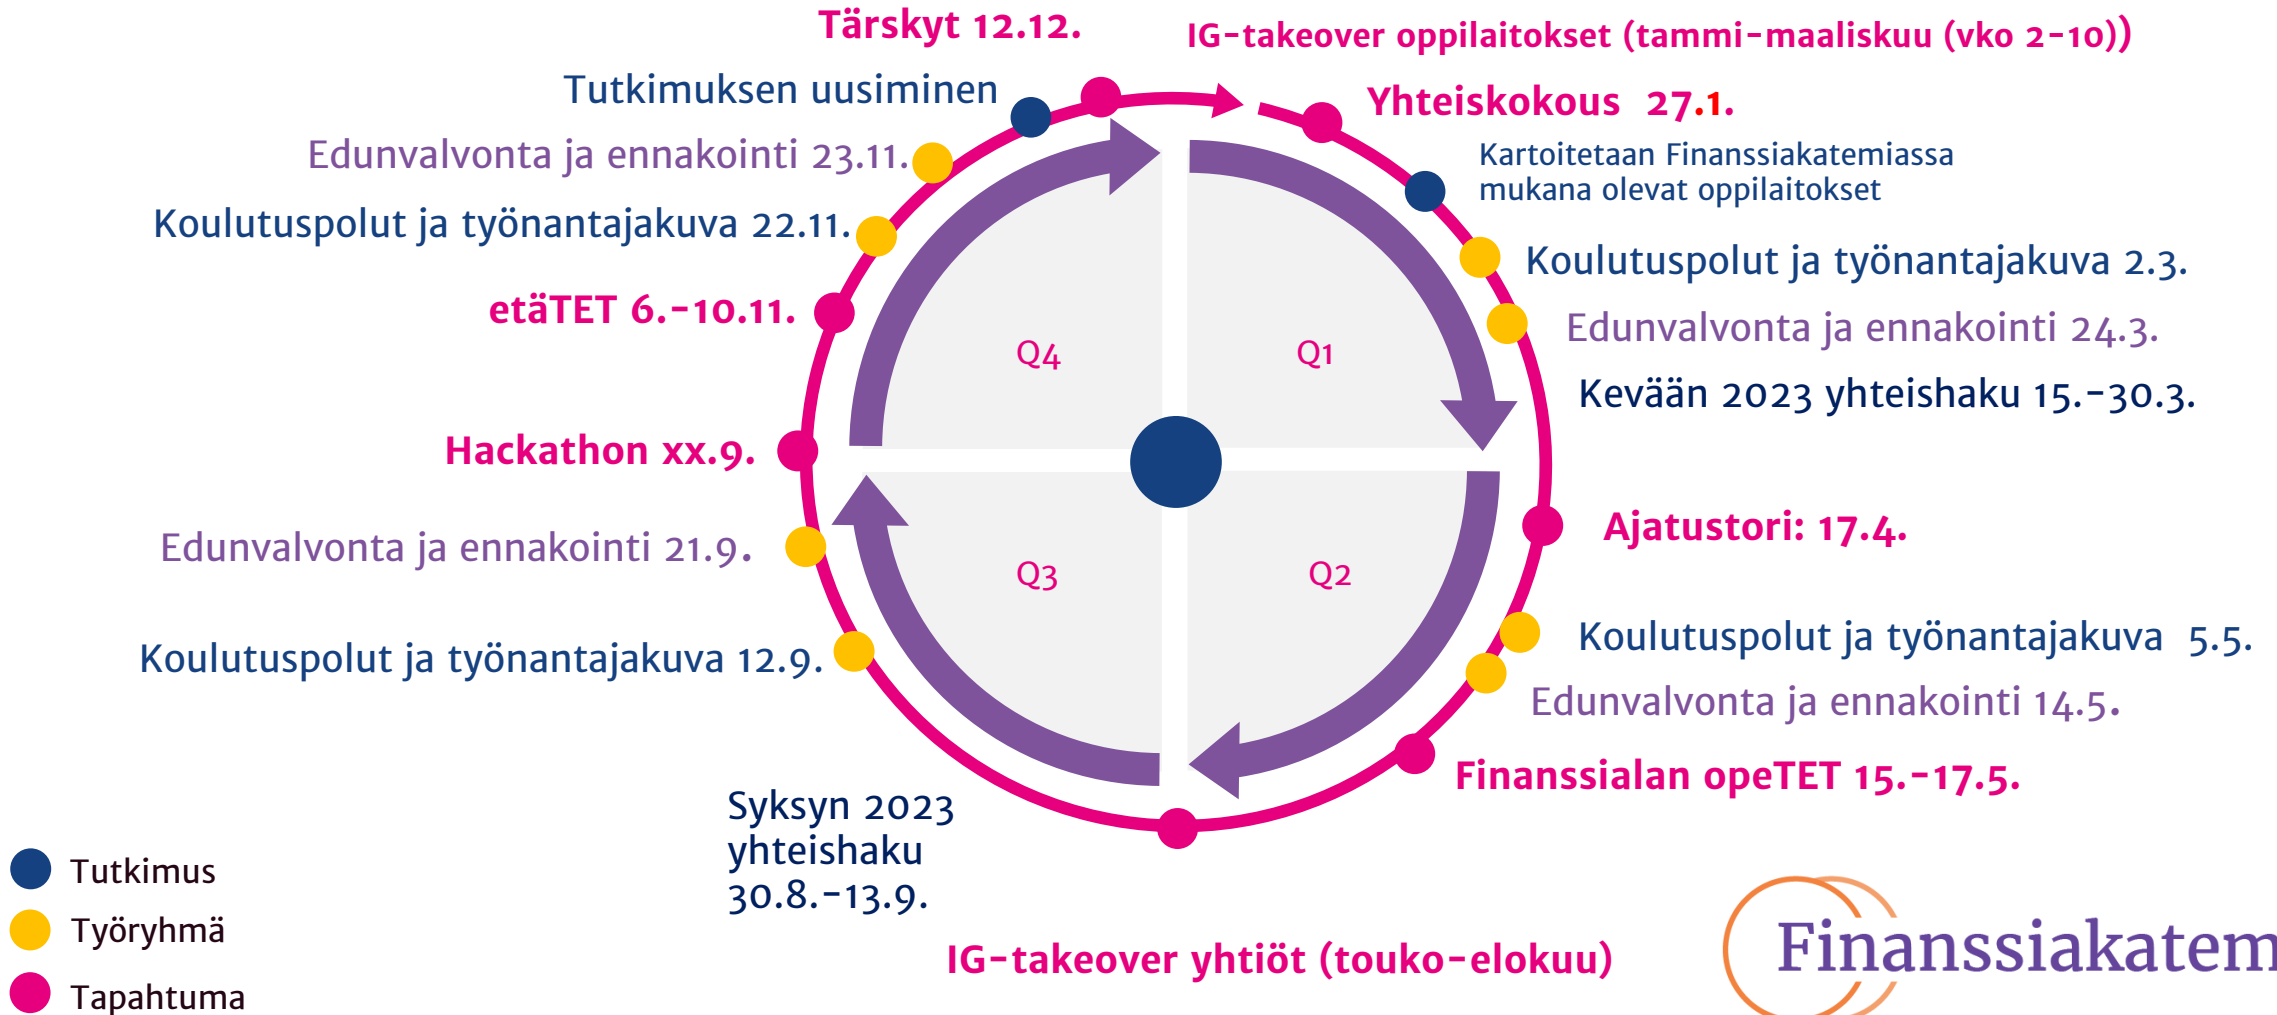 Tärskyt 12.12.
IG-takeover oppilaitokset (tammi-maaliskuu (vko 2-10))
Tutkimuksen uusiminen
Yhteiskokous 27.1.
Edunvalvonta ja ennakointi 23.11.
Kartoitetaan Finanssiakatemiassa
mukana olevat oppilaitokset
Koulutuspolut ja työnantajakuva 22.11.
Koulutuspolut ja työnantajakuva 2.3.
etäTET 6.-10.11.
Edunvalvonta ja ennakointi 24.3.
Q4
Q1
Kevään 2023 yhteishaku 15.-30.3.
Hackathon xx.9.
Ajatustori: 17.4.
Edunvalvonta ja ennakointi 21.9.
Q3
Q2
Koulutuspolut ja työnantajakuva 12.9.
Koulutuspolut ja työnantajakuva 5.5.
Edunvalvonta ja ennakointi 14.5.
Finanssialan opeTET 15.-17.5.
Syksyn 2023
yhteishaku
30.8.-13.9.
IG-takeover yhtiöt (touko-elokuu)
Tutkimus
Työryhmä
Tapahtuma
Finanssiakatem